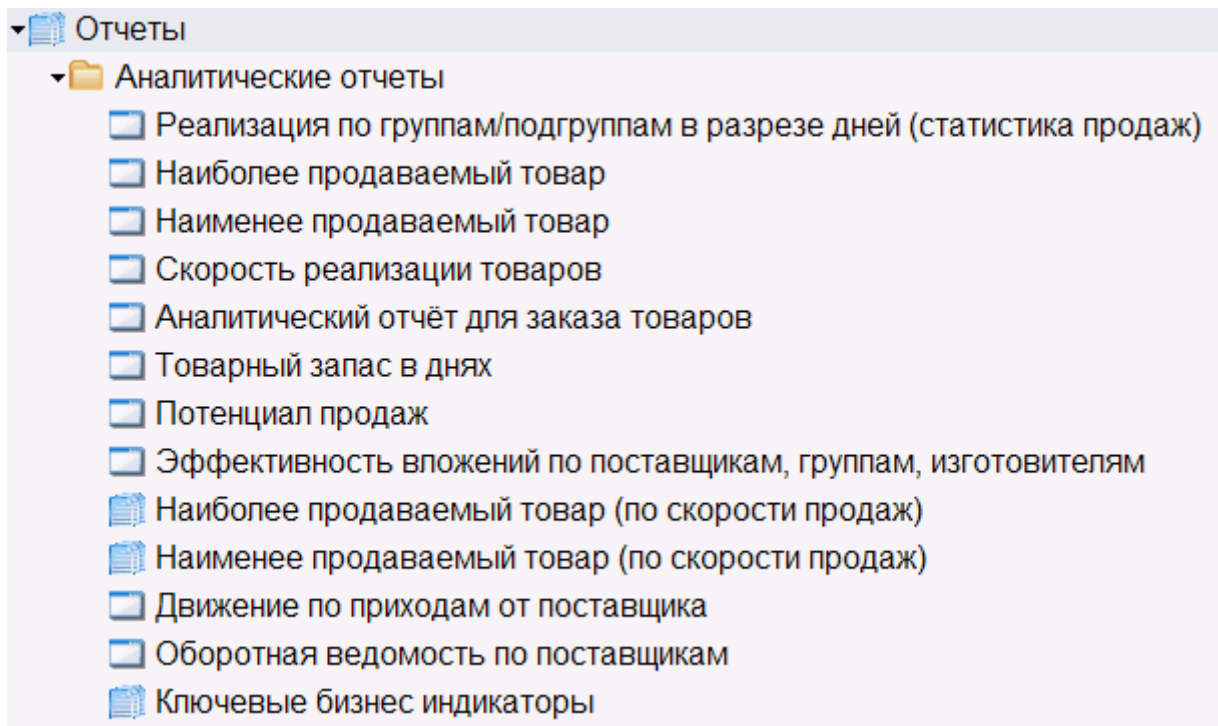 Отчеты
Аналитические отчеты
Реализация по группам/подгруппам в разрезе дней (статистика продаж)
Наиболее продаваемый товар
Наименее продаваемый товар
Скорость реализации товаров
Аналитический отчёт для заказа товаров
Товарный запас в днях
Потенциал продаж
Эффективность вложений по поставщикам, группам, изготовителям
Наиболее продаваемый товар (по скорости продаж)
Наименее продаваемый товар (по скорости продаж)
Движение по приходам от поставщика
Оборотная ведомость по поставщикам
Ключевые бизнес индикаторы